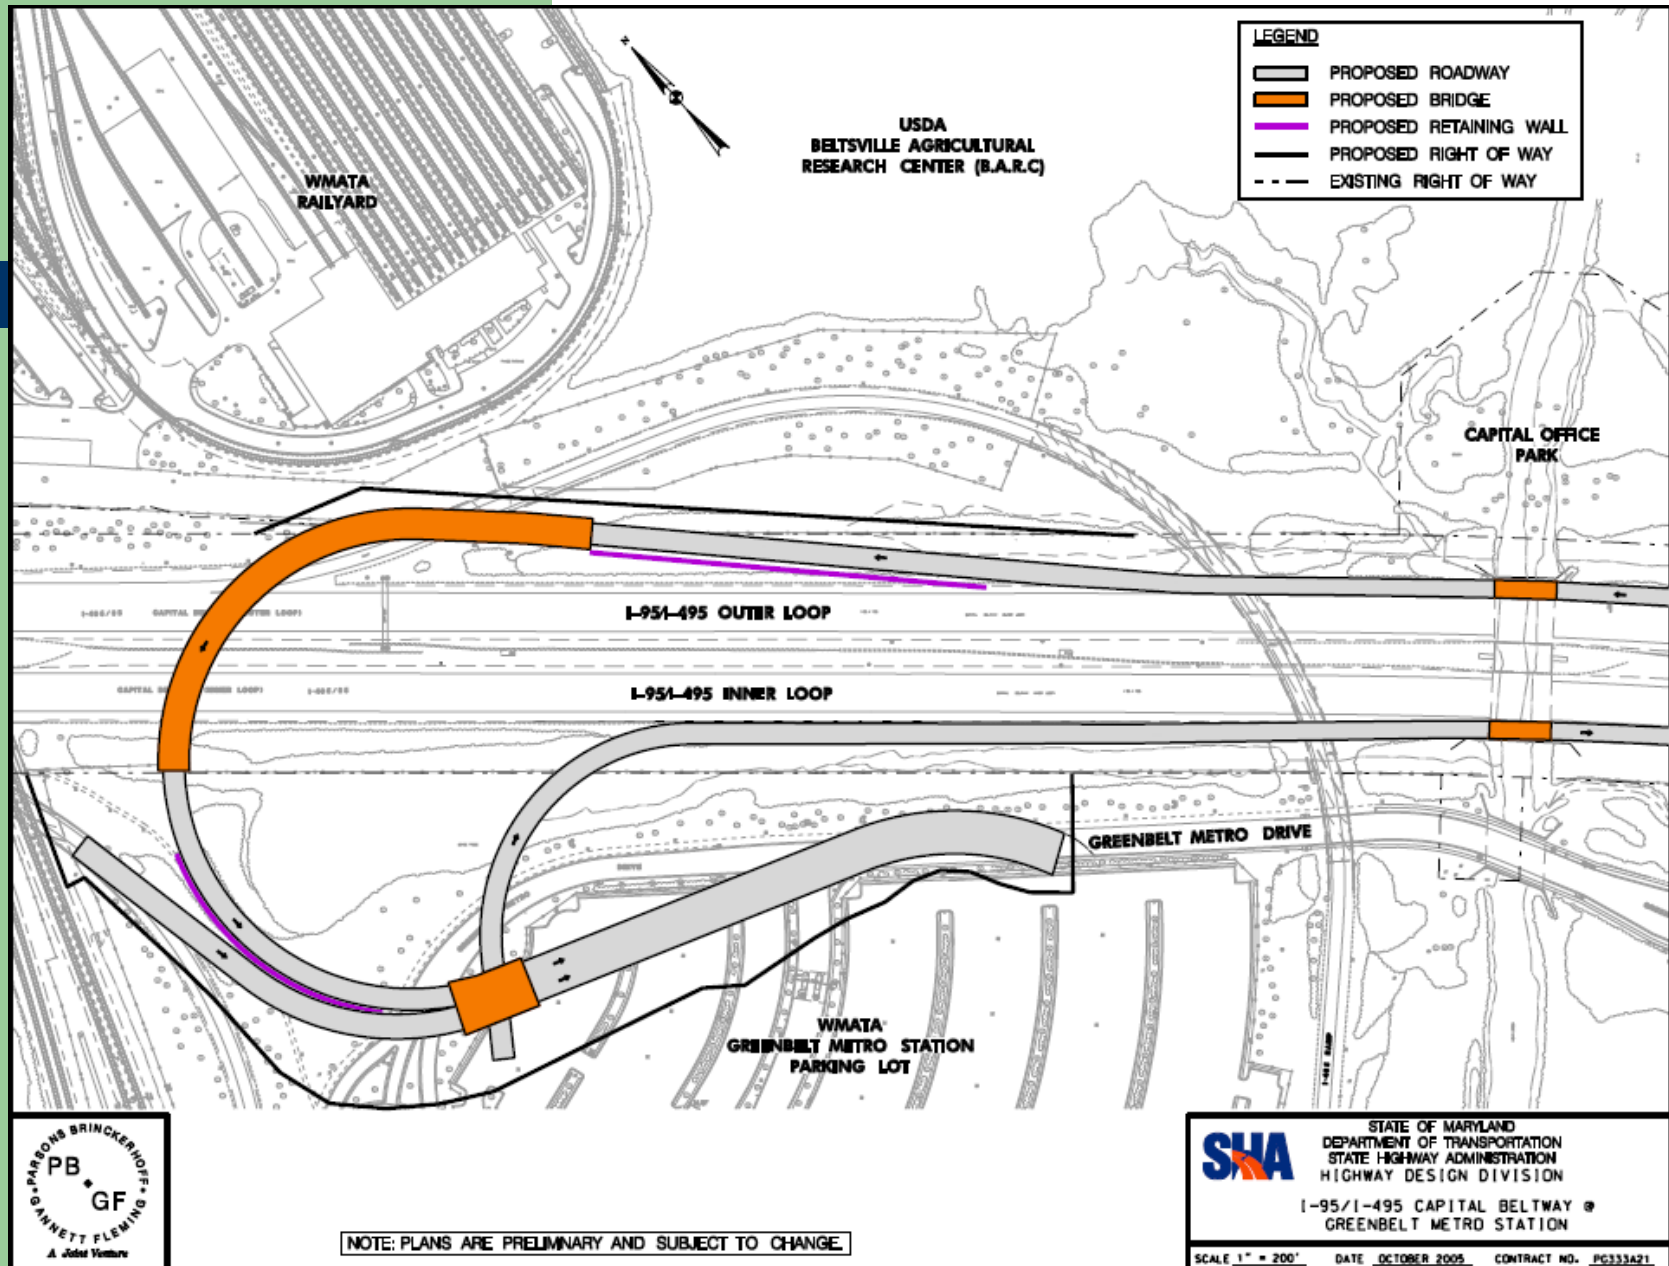 N
LEGEND
PROPOSED ROADWAY
PROPOSED BRIDGE
PROPOSED RETAINING WALL
PROPOSED RIGHT OF WAY
EXISTING RIGHT OF WAY
USDA
BELTSVILLE AGRICULTURAL
RESEARCH CENTER (B.A.R.C)
WMATA
RAILYARD
CAPITAL OFFICE
PARK
I-95/I-495 OUTER LOOP
I-95/I-495 INNER LOOP
GREENBELT METRO DRIVE
WMATA
GREENBELT METRO STATION
PARKING LOT
PARSONS BRINCKERHOFF
PB
GF
GANNETT FLEMING
A Joint Venture
NOTE: PLANS ARE PRELIMINARY AND SUBJECT TO CHANGE.
SHA
STATE OF MARYLAND
DEPARTMENT OF TRANSPORTATION
STATE HIGHWAY ADMINISTRATION
HIGHWAY DESIGN DIVISION
I-95/I-495 CAPITAL BELTWAY @
GREENBELT METRO STATION
SCALE 1" = 200' DATE OCTOBER 2005 CONTRACT NO. PG333A21